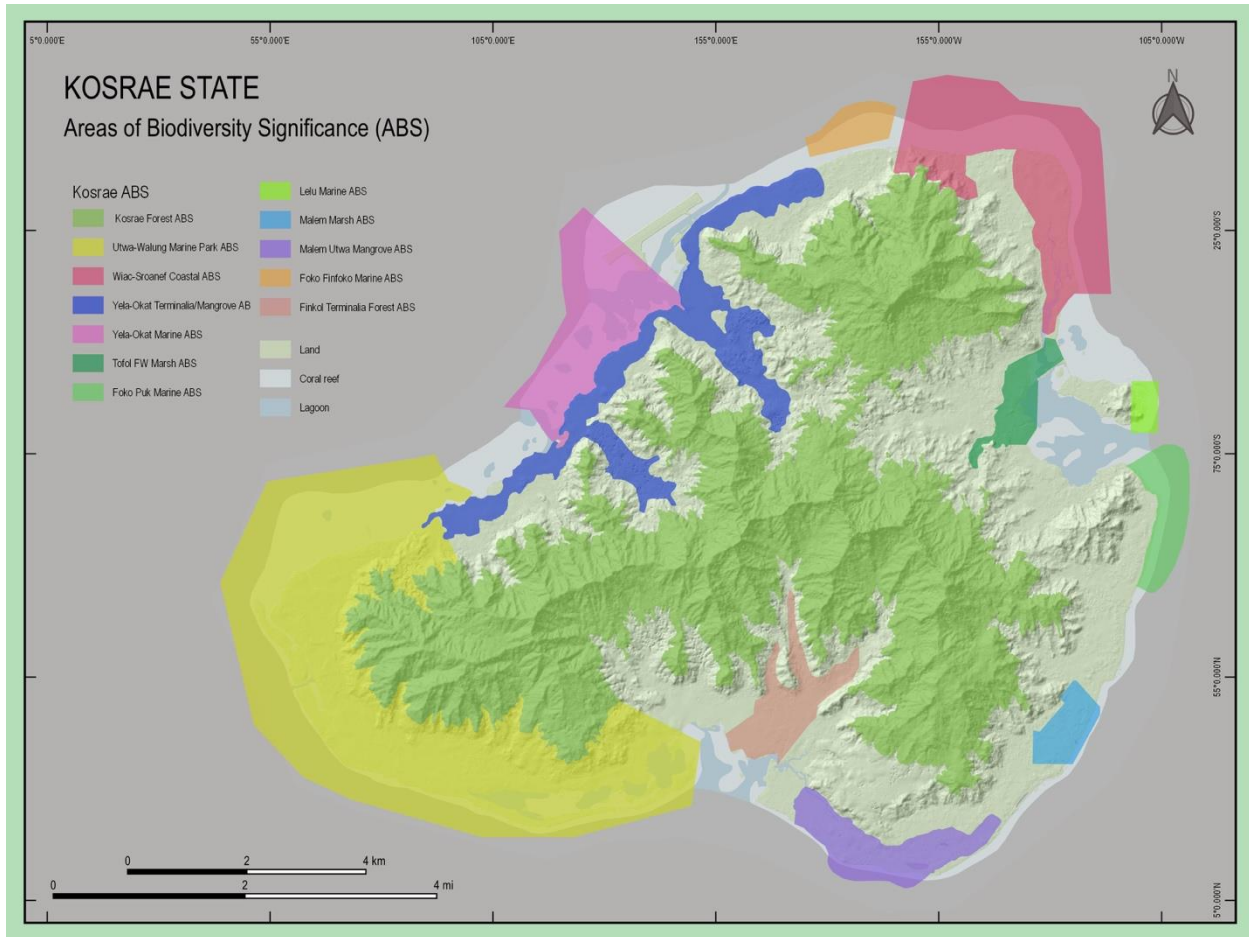 5°0.000'E 55°0.000'E 105°0.000'E 155°0.000'E 155°0.000'W 105°0.000'W
KOSRAE STATE
Areas of Biodiversity Significance (ABS)
N
Kosrae ABS
Kosrae Forest ABS
Utwa-Walung Marine Park ABS
Wiac-Sroanef Coastal ABS
Yela-Okat Terminalia/Mangrove AB
Yela-Okat Marine ABS
Tofol FW Marsh ABS
Foko Puk Marine ABS
Lelu Marine ABS
Malem Marsh ABS
Malem Utwa Mangrove ABS
Foko Finfoko Marine ABS
Finkol Terminalia Forest ABS
Land
Coral reef
Lagoon
25°0.000'S
75°0.000'S
55°0.000'N
5°0.000'N
0 2 4 km
0 2 4 mi